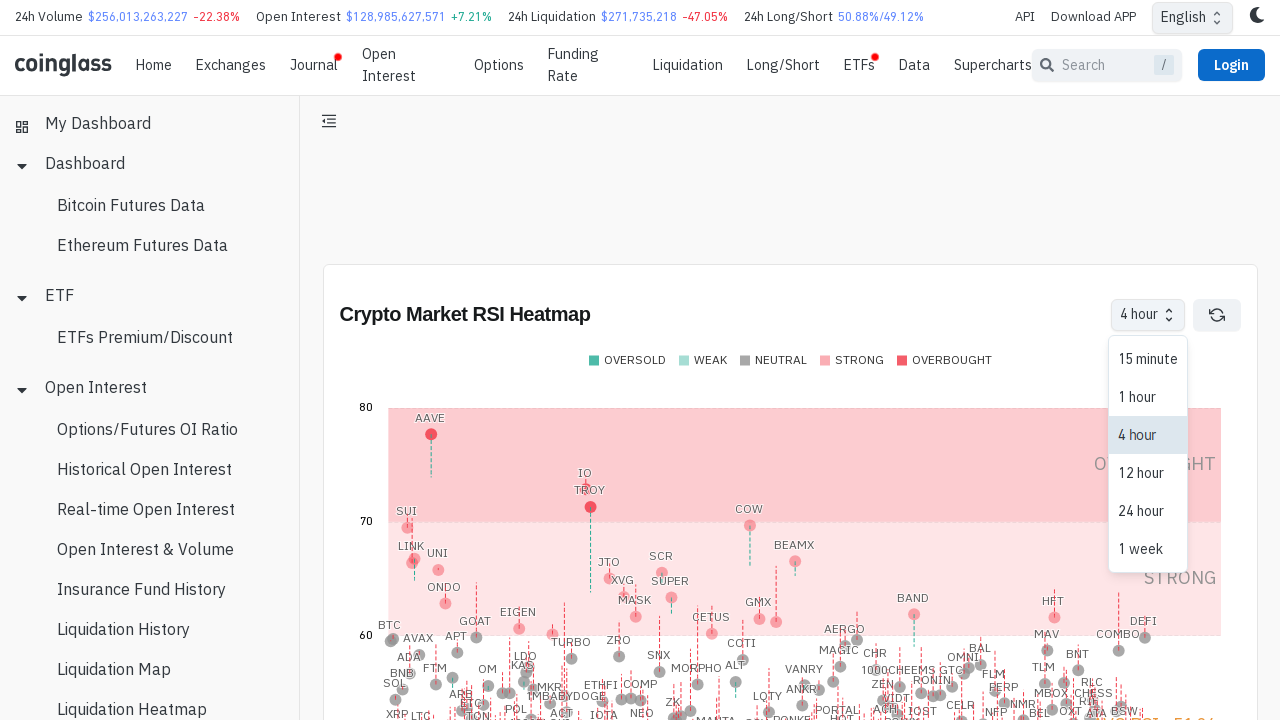 24h Volume $256,013,263,227 -22.38% Open Interest $128,985,627,571 +7.21% 24h Liquidation $271,735,218 -47.05% 24h Long/Short 50.88%/49.12% API Download APP English
coinglass Home Exchanges Journal Open Interest Options Funding Rate Liquidation Long/Short ETFs Data Supercharts Search / Login
My Dashboard
Dashboard
Bitcoin Futures Data
Ethereum Futures Data
ETF
ETFs Premium/Discount
Open Interest
Options/Futures OI Ratio
Historical Open Interest
Real-time Open Interest
Open Interest & Volume
Insurance Fund History
Liquidation History
Liquidation Map
Liquidation Heatmap
Crypto Market RSI Heatmap
4 hour
15 minute
1 hour
4 hour
12 hour
24 hour
1 week
OVERSOLD WEAK NEUTRAL STRONG OVERBOUGHT
80
AAVE
IO
TROY
COW
SUI
70
LINK UNI
BEAMX
SCR
JTO
STRONG
XVG SUPER
ONDO
MASK
GMX
BAND
HFT
EIGEN
CETUS
GOAT
DEFI
BTC
AERGO
60
AVAX APT
TURBO ZRO
COTI
MAV COMBO
ADA
LDO
SNX
MAGIC CHR
OMNI BAL
BNT
BNB FTM OM KAS
MORPHO ALT
VANRY
1000CHEEMS GTC
TLM
SOL
ETHFI COMP
ANKR
ZEN
RONIN
FLM
RLC
ARB
MKR
1MBABYDOGE
LQTY
VIDT
PERP
MBOX CHESS
XRP LTC
POL
ACT
IOTA NEO
ZK
PORTAL
ACH
IOST
CELR
NMR
BEL
OXT ATA BSW